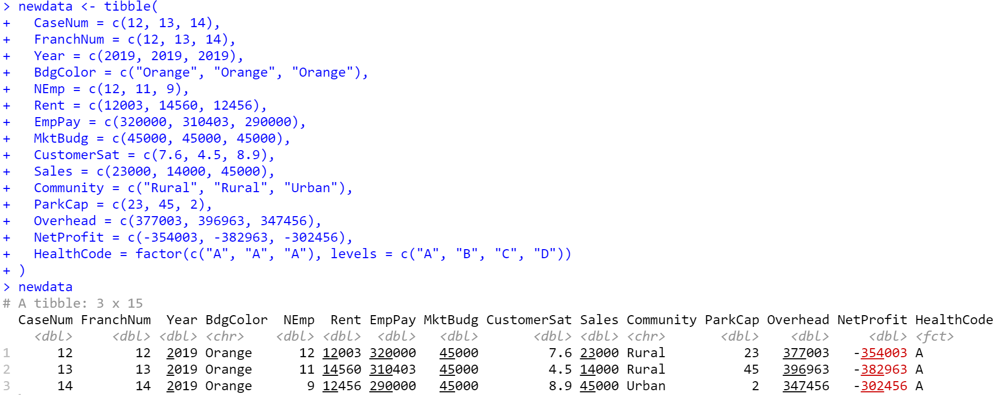 > newdata <- tibble(
+   CaseNum = c(12, 13, 14),
+   FranchNum = c(12, 13, 14),
+   Year = c(2019, 2019, 2019),
+   BdgColor = c("Orange", "Orange", "Orange"),
+   NEmp = c(12, 11, 9),
+   Rent = c(12003, 14560, 12456),
+   EmpPay = c(320000, 310403, 290000),
+   MktBudg = c(45000, 45000, 45000),
+   CustomerSat = c(7.6, 4.5, 8.9),
+   Sales = c(23000, 14000, 45000),
+   Community = c("Rural", "Rural", "Urban"),
+   ParkCap = c(23, 45, 2),
+   Overhead = c(377003, 396963, 347456),
+   NetProfit = c(-354003, -382963, -302456),
+   HealthCode = factor(c("A", "A", "A"), levels = c("A", "B", "C", "D"))
+ )
> newdata
# A tibble: 3 x 15
  CaseNum FranchNum  Year BdgColor  NEmp  Rent EmpPay MktBudg CustomerSat Sales Community ParkCap Overhead NetProfit HealthCode
    <dbl>     <dbl> <dbl> <chr>    <dbl> <dbl>  <dbl>   <dbl>       <dbl> <dbl> <chr>       <dbl>    <dbl>     <dbl> <fct>
1      12        12  2019 Orange      12 12003 320000   45000         7.6 23000 Rural          23   377003   -354003 A
2      13        13  2019 Orange      11 14560 310403   45000         4.5 14000 Rural          45   396963   -382963 A
3      14        14  2019 Orange       9 12456 290000   45000         8.9 45000 Urban           2   347456   -302456 A